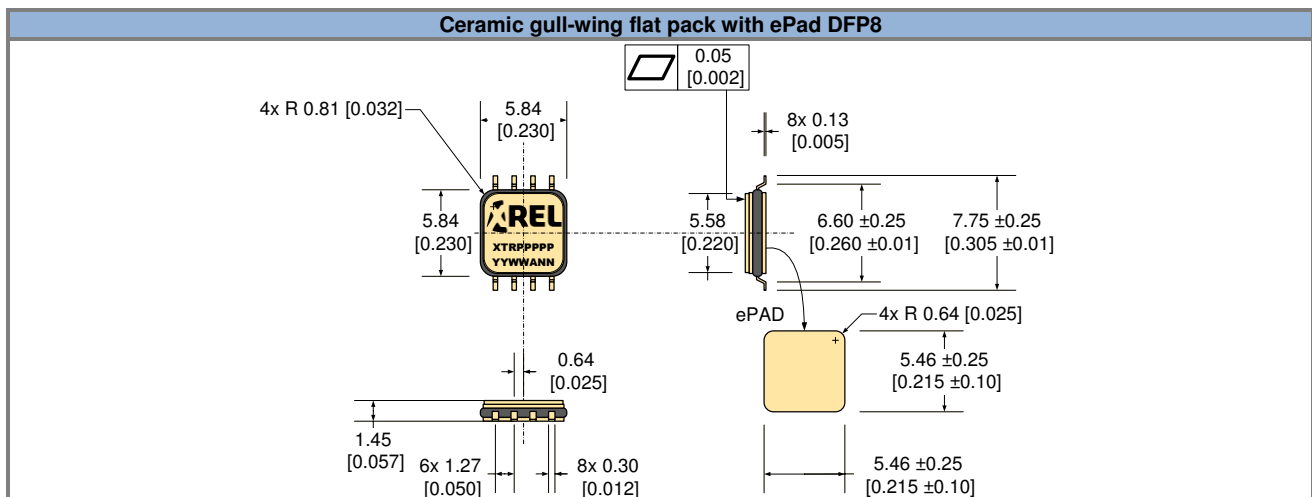 Ceramic gull-wing flat pack with ePad DFP8
0.05
[0.002]
4x R 0.81 [0.032]
5.84
[0.230]
8x 0.13
[0.005]
5.84
[0.230]
XREL
XTRPPPPP
YYWWANN
5.58
[0.220]
6.60 ±0.25
[0.260 ±0.01]
7.75 ±0.25
[0.305 ±0.01]
ePAD
4x R 0.64 [0.025]
0.64
[0.025]
5.46 ±0.25
[0.215 ±0.10]
1.45
[0.057]
6x 1.27
[0.050]
8x 0.30
[0.012]
5.46 ±0.25
[0.215 ±0.10]